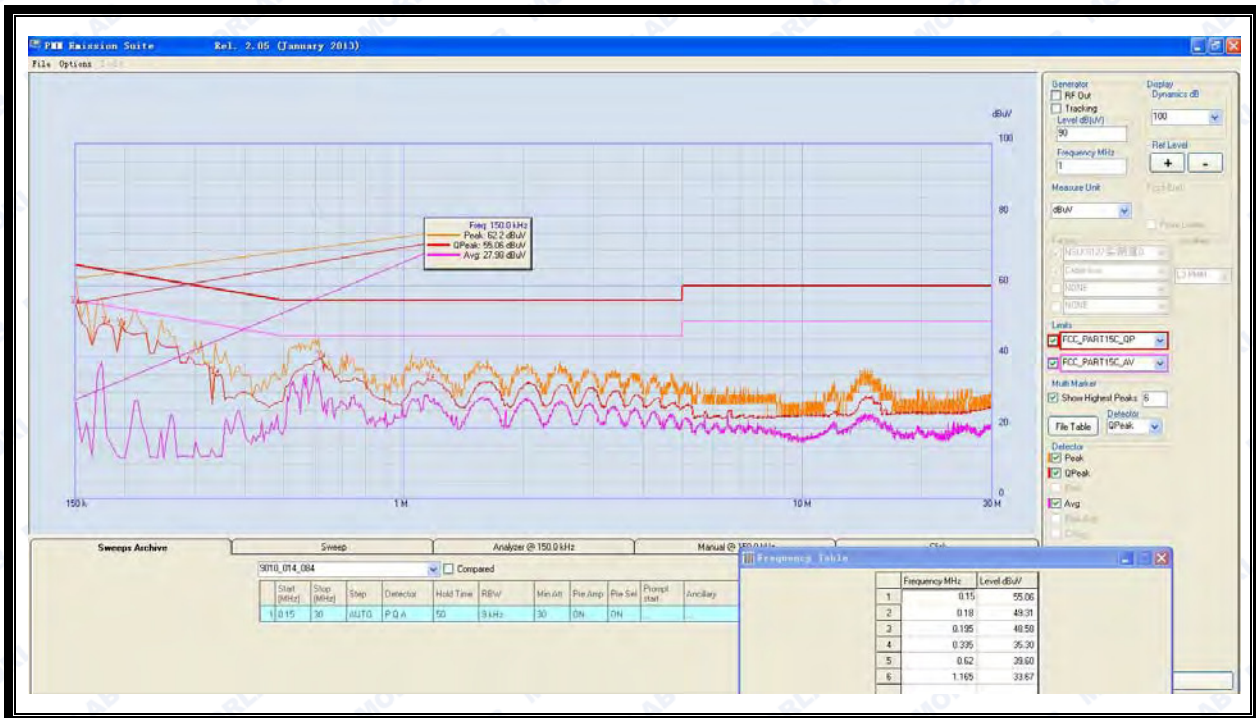 PMM Emission Suite Rel. 2.05 (January 2013)
File Options
dBuV
100
80
60
40
20
0
150 k
1 M
10 M
30 M
Freq: 150.0 kHz
Peak: 62.2 dBuV
QPeak: 55.06 dBuV
Avg: 27.98 dBuV
Generator
RF Out
Tracking
Level dB(uV)
90
Frequency MHz
1
Display
Dynamics dB
100
Ref Level
+ -
Measure Unit
dBuV
NONE
NONE
Limits
FCC_PART15C_QP
FCC_PART15C_AV
Multi Marker
Show Highest Peaks 6
File Table
Detector
QPeak
Detector
Peak
QPeak
Avg
Sweeps Archive
Sweep
Analyzer @ 150.0 kHz
Manual @ 150.0 kHz
Click
9010_014_084
Compared
Start [MHz] Stop [MHz] Step Detector Hold Time RBW Min Att Pre Amp Pre Sel Prompt start Ancillary
1 0.15 30 AUTO P Q A 50 9 kHz 30 ON ON ... ...
Frequency Table
Frequency MHz Level dBuV
1 0.15 55.06
2 0.18 49.31
3 0.195 48.58
4 0.335 35.30
5 0.62 39.60
6 1.165 33.67